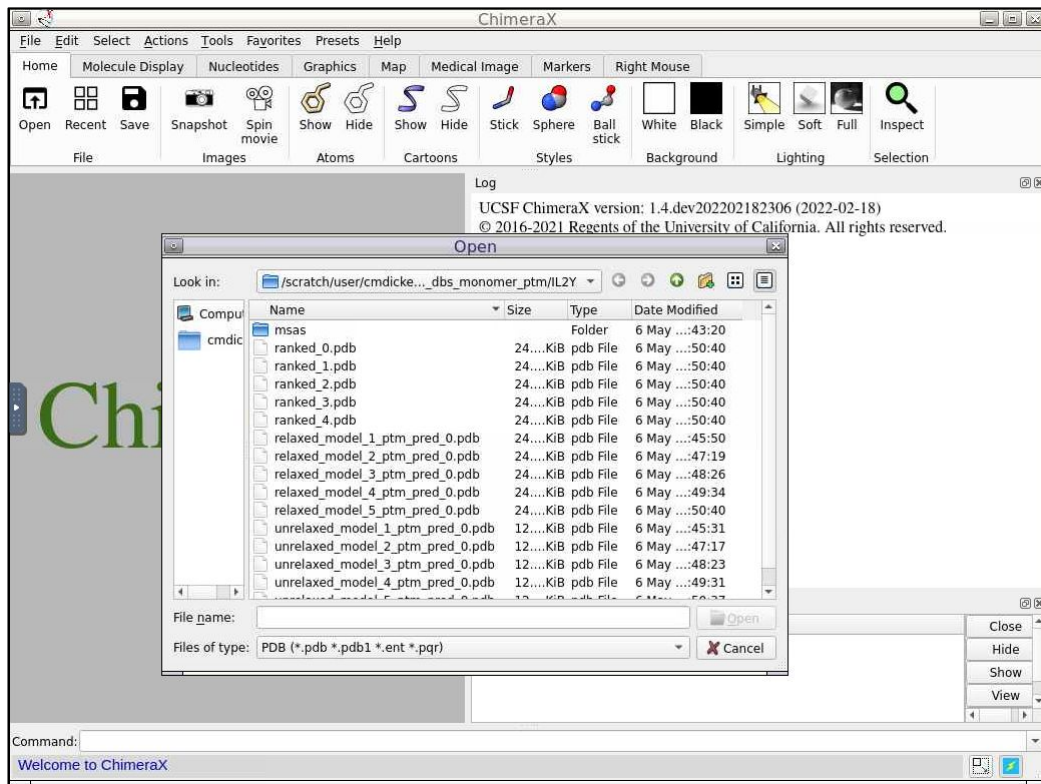 ChimeraX
File Edit Select Actions Tools Favorites Presets Help
Home Molecule Display Nucleotides Graphics Map Medical Image Markers Right Mouse
Open Recent Save Snapshot Spin movie Show Hide Show Hide Stick Sphere Ball stick White Black Simple Soft Full Inspect
File Images Atoms Cartoons Styles Background Lighting Selection
Log
UCSF ChimeraX version: 1.4.dev202202182306 (2022-02-18)
© 2016-2021 Regents of the University of California. All rights reserved.
Chi
Open
Look in: /scratch/user/cmdicke..._dbs_monomer_ptm/IL2Y
Comput
cmdic
Name Size Type Date Modified
msas Folder 6 May ...:43:20
ranked_0.pdb 24....KiB pdb File 6 May ...:50:40
ranked_1.pdb 24....KiB pdb File 6 May ...:50:40
ranked_2.pdb 24....KiB pdb File 6 May ...:50:40
ranked_3.pdb 24....KiB pdb File 6 May ...:50:40
ranked_4.pdb 24....KiB pdb File 6 May ...:50:40
relaxed_model_1_ptm_pred_0.pdb 24....KiB pdb File 6 May ...:45:50
relaxed_model_2_ptm_pred_0.pdb 24....KiB pdb File 6 May ...:47:19
relaxed_model_3_ptm_pred_0.pdb 24....KiB pdb File 6 May ...:48:26
relaxed_model_4_ptm_pred_0.pdb 24....KiB pdb File 6 May ...:49:34
relaxed_model_5_ptm_pred_0.pdb 24....KiB pdb File 6 May ...:50:40
unrelaxed_model_1_ptm_pred_0.pdb 12....KiB pdb File 6 May ...:45:31
unrelaxed_model_2_ptm_pred_0.pdb 12....KiB pdb File 6 May ...:47:17
unrelaxed_model_3_ptm_pred_0.pdb 12....KiB pdb File 6 May ...:48:23
unrelaxed_model_4_ptm_pred_0.pdb 12....KiB pdb File 6 May ...:49:31
File name: Open
Files of type: PDB (*.pdb *.pdb1 *.ent *.pqr) Cancel
Close
Hide
Show
View
Command:
Welcome to ChimeraX